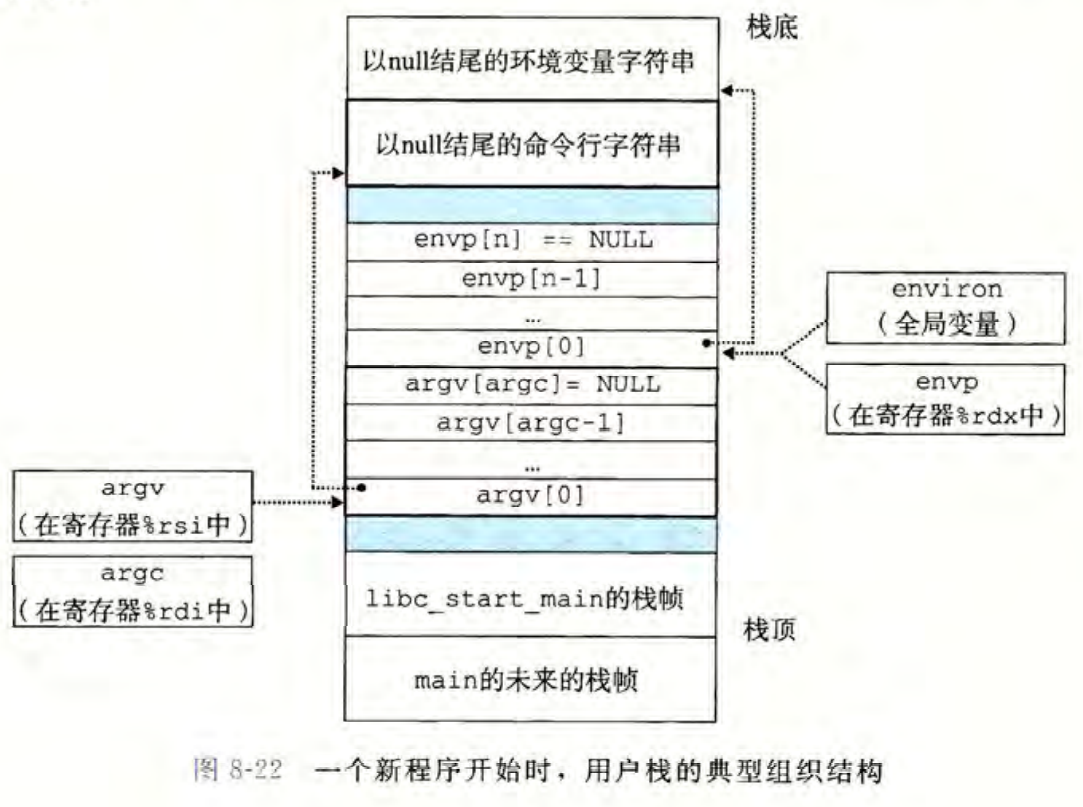 栈底
以null结尾的环境变量字符串
以null结尾的命令行字符串
envp[n] == NULL
envp[n-1]
…
envp[0]
argv[argc]= NULL
argv[argc-1]
…
argv[0]
environ
(全局变量)
envp
(在寄存器%rdx中)
argv
(在寄存器%rsi中)
argc
(在寄存器%rdi中)
libc_start_main的栈帧
栈顶
main的未来的栈帧
图 8-22 一个新程序开始时，用户栈的典型组织结构